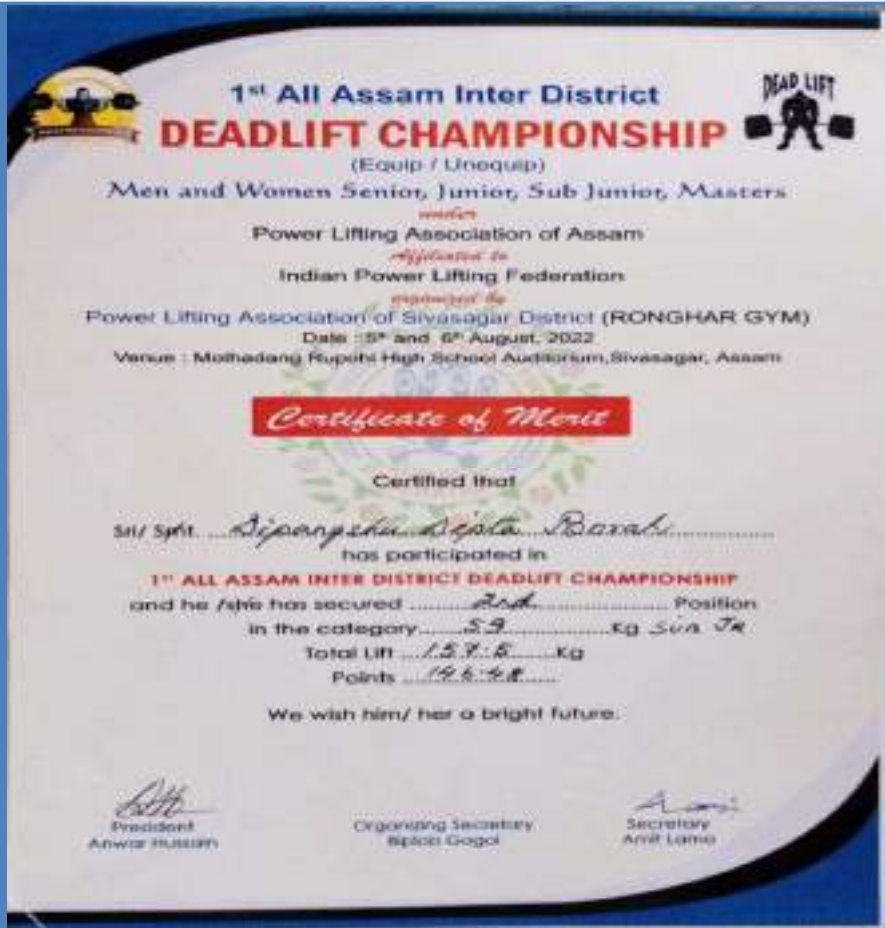 DEAD LIFT
1st All Assam Inter District
DEADLIFT CHAMPIONSHIP
(Equip / Unequip)
Men and Women Senior, Junior, Sub Junior, Masters
under
Power Lifting Association of Assam
Affiliated to
Indian Power Lifting Federation
organized by
Power Lifting Association of Sivasagar District (RONGHAR GYM)
Date : 5th and 6th August, 2022
Venue : Mothadang Rupohi High School Auditorium, Sivasagar, Assam
Certificate of Merit
Certified that
Sri/ Smt. Dipangshu Dipta Borah
has participated in
1st ALL ASSAM INTER DISTRICT DEADLIFT CHAMPIONSHIP
and he /she has secured 2nd Position
in the category 59 Kg Sub JR
Total Lift 157.5 Kg
Points 146.48
We wish him/ her a bright future.
President
Anwar Hussain
Organizing Secretary
Biplob Gogoi
Secretary
Amit Lama